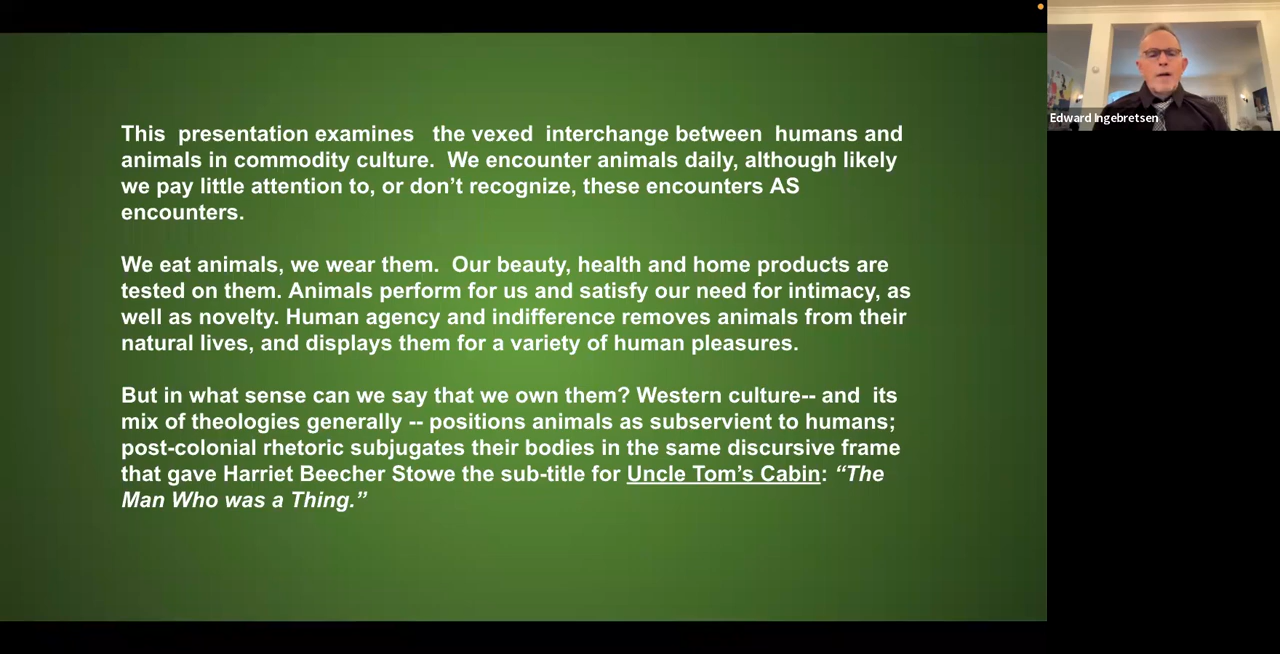 This  presentation examines   the vexed  interchange between  humans and
animals in commodity culture.  We encounter animals daily, although likely
we pay little attention to, or don’t recognize, these encounters AS
encounters.
We eat animals, we wear them.  Our beauty, health and home products are
tested on them. Animals perform for us and satisfy our need for intimacy, as
well as novelty. Human agency and indifference removes animals from their
natural lives, and displays them for a variety of human pleasures.
But in what sense can we say that we own them? Western culture-- and  its
mix of theologies generally -- positions animals as subservient to humans;
post-colonial rhetoric subjugates their bodies in the same discursive frame
that gave Harriet Beecher Stowe the sub-title for Uncle Tom’s Cabin: “The
Man Who was a Thing.”
Edward Ingebretsen